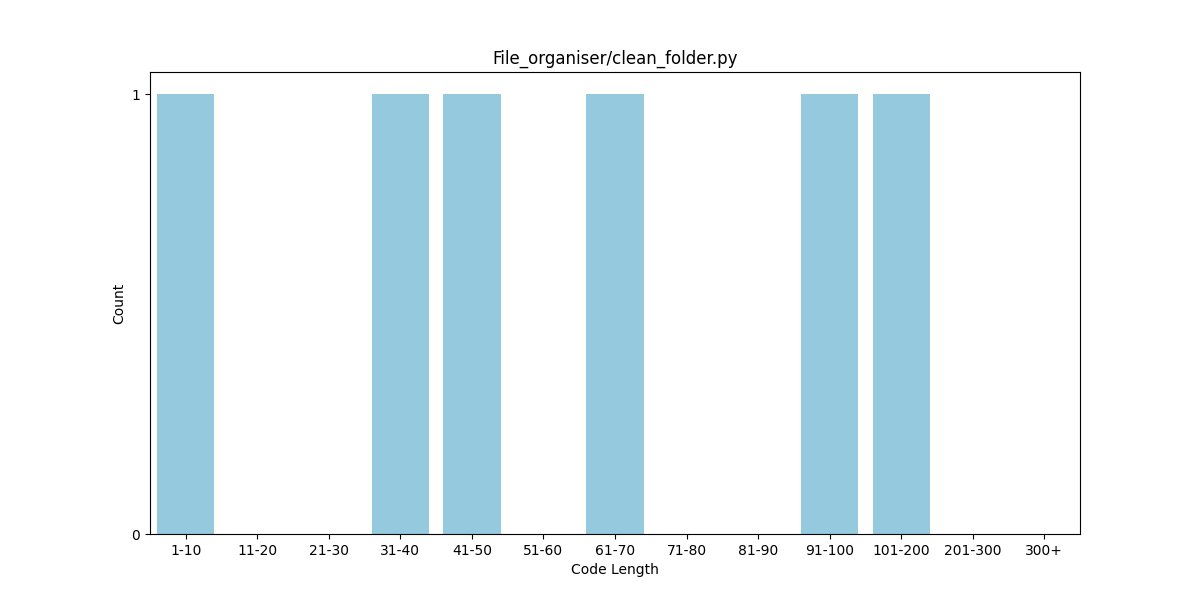 File_organiser/clean_folder.py
1
Count
0
1-10 11-20 21-30 31-40 41-50 51-60 61-70 71-80 81-90 91-100 101-200 201-300 300+
Code Length